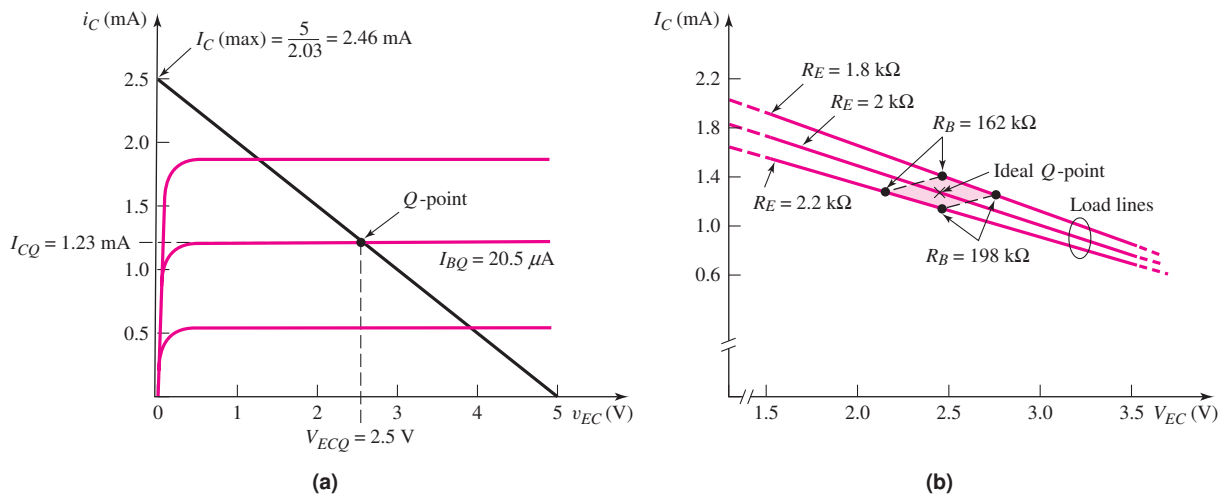 i_C (mA)
I_C (max) = 5/2.03 = 2.46 mA
2.5
2.0
1.5
Q-point
I_CQ = 1.23 mA
I_BQ = 20.5 μA
1.0
0.5
0 1 2 3 4 5 v_EC (V)
V_ECQ = 2.5 V
(a)
I_C (mA)
2.2
R_E = 1.8 kΩ
R_E = 2 kΩ
1.8
R_B = 162 kΩ
1.4
Ideal Q-point
R_E = 2.2 kΩ
Load lines
1.0
R_B = 198 kΩ
0.6
1.5 2.0 2.5 3.0 3.5 V_EC (V)
(b)